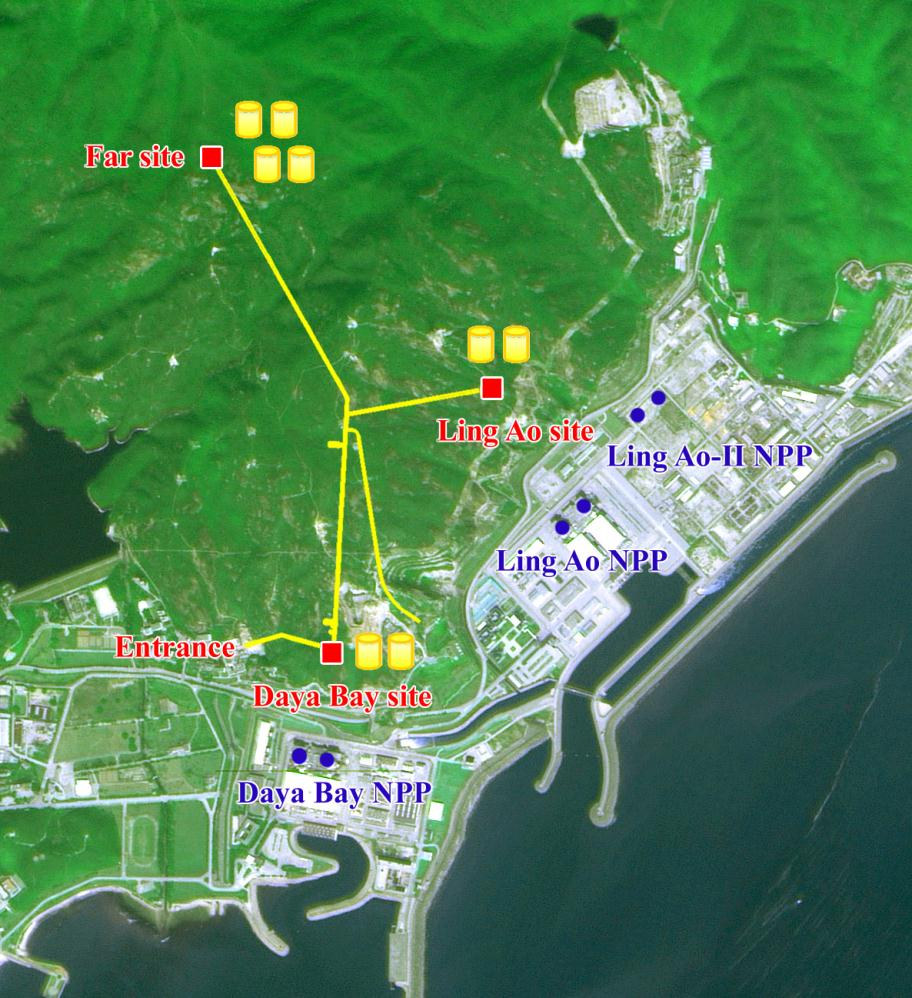 Far site
Ling Ao site
Ling Ao-II NPP
Ling Ao NPP
Entrance
Daya Bay site
Daya Bay NPP